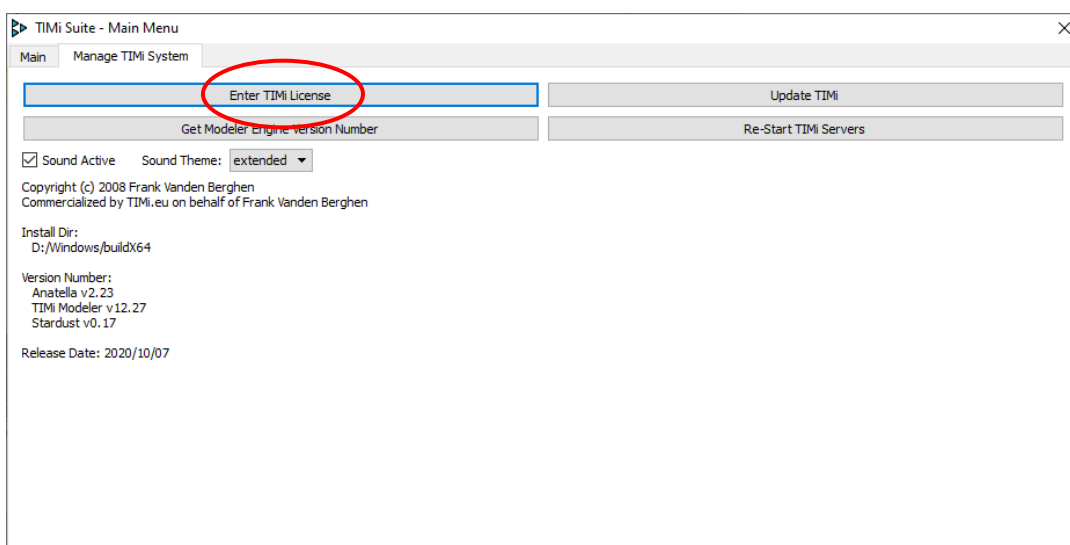 TIMi Suite - Main Menu
Main Manage TIMi System
Enter TIMi License Update TIMi
Get Modeler Engine Version Number Re-Start TIMi Servers
Sound Active Sound Theme: extended
Copyright (c) 2008 Frank Vanden Berghen
Commercialized by TIMi.eu on behalf of Frank Vanden Berghen
Install Dir:
D:/Windows/buildX64
Version Number:
Anatella v2.23
TIMi Modeler v12.27
Stardust v0.17
Release Date: 2020/10/07